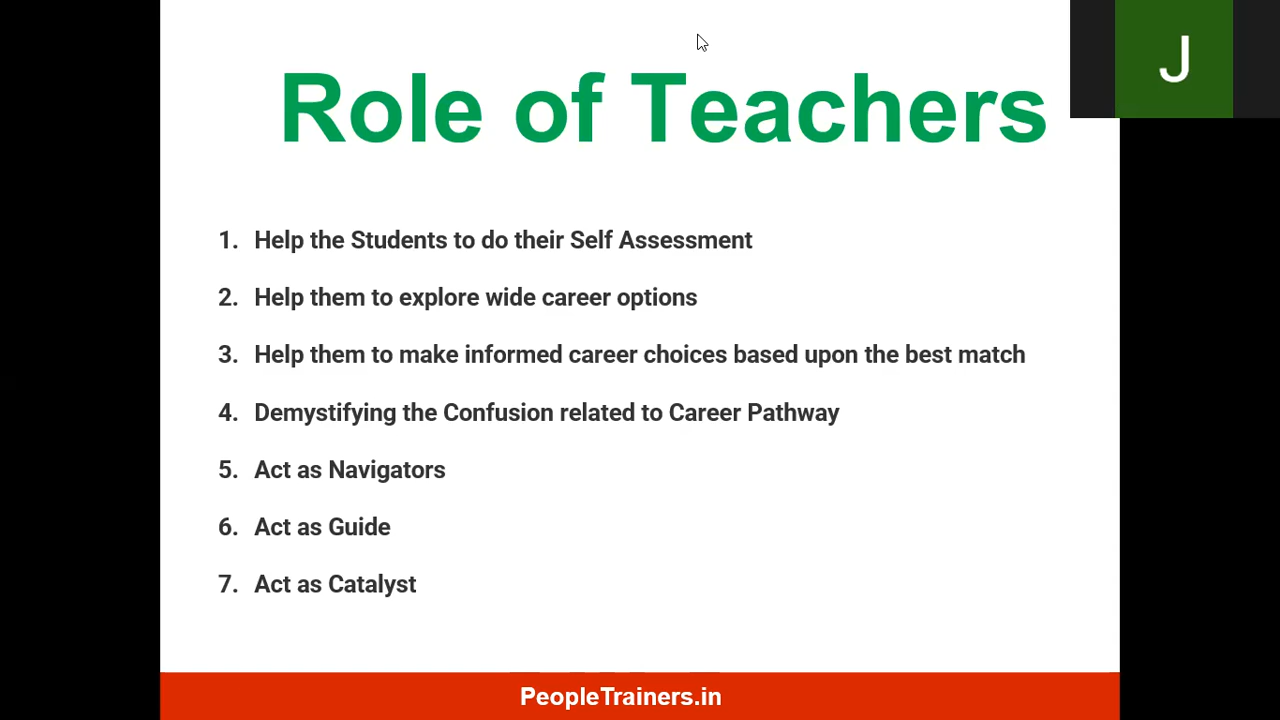 J
Role of Teachers
1. Help the Students to do their Self Assessment
2. Help them to explore wide career options
3. Help them to make informed career choices based upon the best match
4. Demystifying the Confusion related to Career Pathway
5. Act as Navigators
6. Act as Guide
7. Act as Catalyst
PeopleTrainers.in